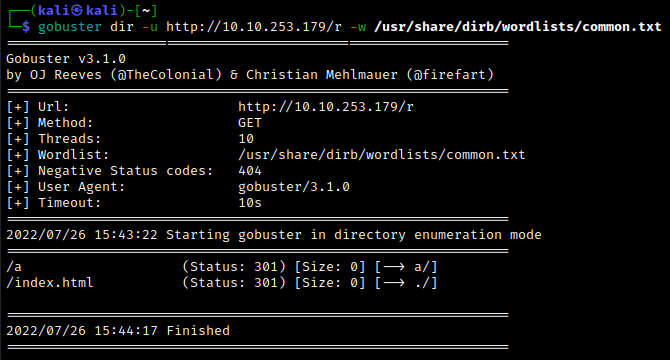 ┌──(kali㉿kali)-[~]
└─$ gobuster dir -u http://10.10.253.179/r -w /usr/share/dirb/wordlists/common.txt
===============================================================
Gobuster v3.1.0
by OJ Reeves (@TheColonial) & Christian Mehlmauer (@firefart)
===============================================================
[+] Url:                     http://10.10.253.179/r
[+] Method:                  GET
[+] Threads:                 10
[+] Wordlist:                /usr/share/dirb/wordlists/common.txt
[+] Negative Status codes:   404
[+] User Agent:              gobuster/3.1.0
[+] Timeout:                 10s
===============================================================
2022/07/26 15:43:22 Starting gobuster in directory enumeration mode
===============================================================
/a                    (Status: 301) [Size: 0] [--> a/]
/index.html           (Status: 301) [Size: 0] [--> ./]
===============================================================
2022/07/26 15:44:17 Finished
===============================================================